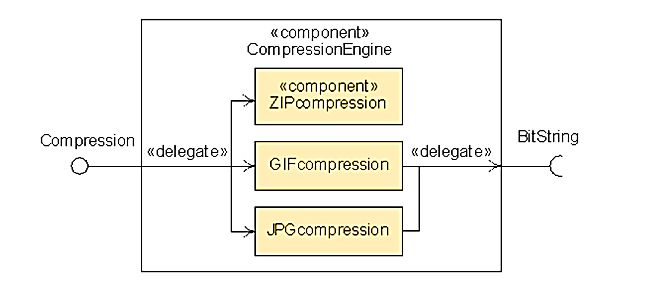 «component»
CompressionEngine
«component»
ZIPcompression
Compression
«delegate»
GIFcompression
«delegate»
BitString
JPGcompression